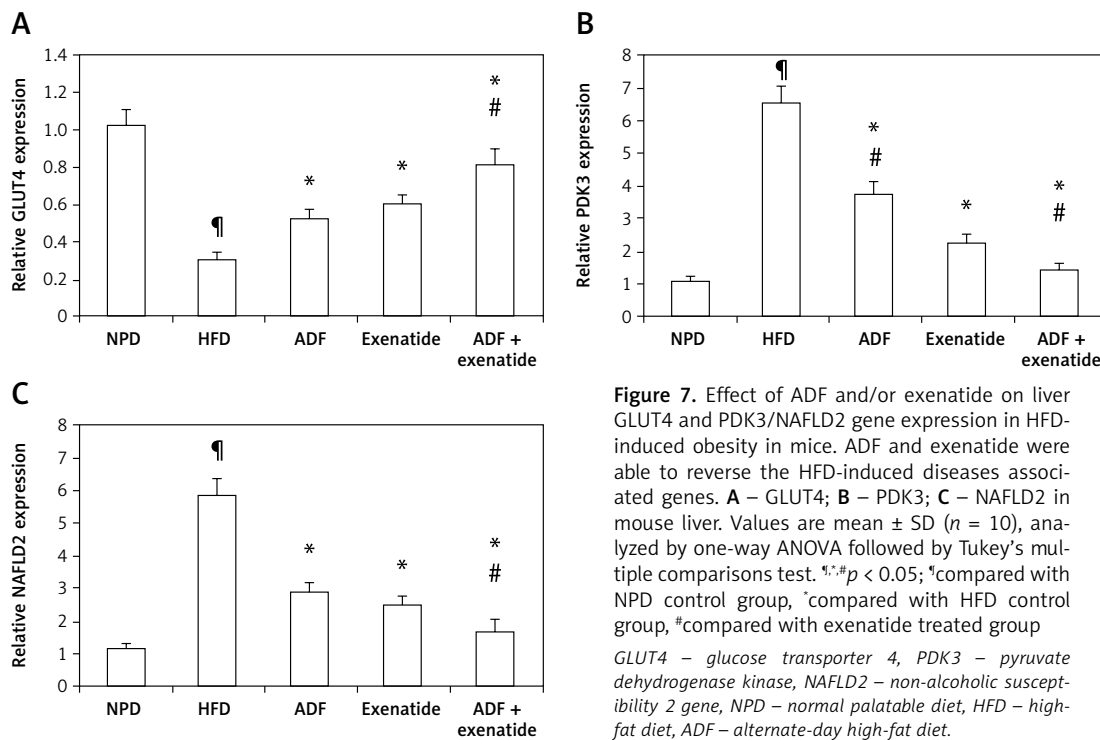 A
Relative GLUT4 expression
1.4
1.2
1.0
0.8
0.6
0.4
0.2
0
¶
*
*
*
#
NPD
HFD
ADF
Exenatide
ADF +
exenatide
B
Relative PDK3 expression
8
7
6
5
4
3
2
1
0
¶
*
#
*
*
#
NPD
HFD
ADF
Exenatide
ADF +
exenatide
C
Relative NAFLD2 expression
8
7
6
5
4
3
2
1
0
¶
*
*
*
#
NPD
HFD
ADF
Exenatide
ADF +
exenatide
Figure 7. Effect of ADF and/or exenatide on liver
GLUT4 and PDK3/NAFLD2 gene expression in HFD-
induced obesity in mice. ADF and exenatide were
able to reverse the HFD-induced diseases associ-
ated genes. A – GLUT4; B – PDK3; C – NAFLD2 in
mouse liver. Values are mean ± SD (n = 10), ana-
lyzed by one-way ANOVA followed by Tukey's mul-
tiple comparisons test. ¶,*,#p < 0.05; ¶compared with
NPD control group, *compared with HFD control
group, #compared with exenatide treated group
GLUT4 – glucose transporter 4, PDK3 – pyruvate
dehydrogenase kinase, NAFLD2 – non-alcoholic suscept-
ibility 2 gene, NPD – normal palatable diet, HFD – high-
fat diet, ADF – alternate-day high-fat diet.